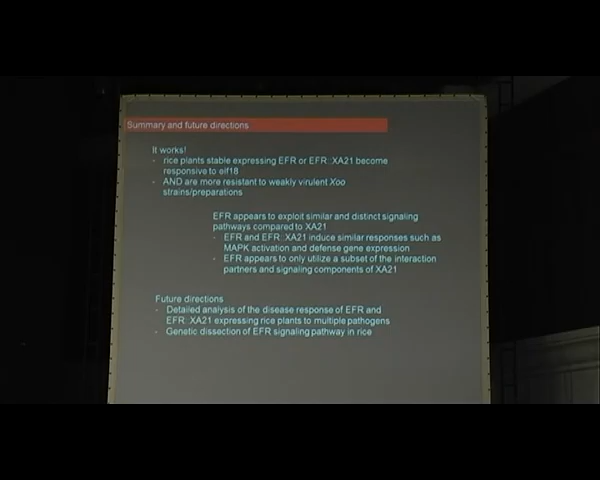 Summary and future directions
It works!
- rice plants stable expressing EFR or EFR::XA21 become
responsive to elf18
- AND are more resistant to weakly virulent Xoo
strains/preparations
EFR appears to exploit similar and distinct signaling
pathways compared to XA21
- EFR and EFR::XA21 induce similar responses such as
MAPK activation and defense gene expression
- EFR appears to only utilize a subset of the interaction
partners and signaling components of XA21
Future directions
- Detailed analysis of the disease response of EFR and
EFR::XA21 expressing rice plants to multiple pathogens
- Genetic dissection of EFR signaling pathway in rice